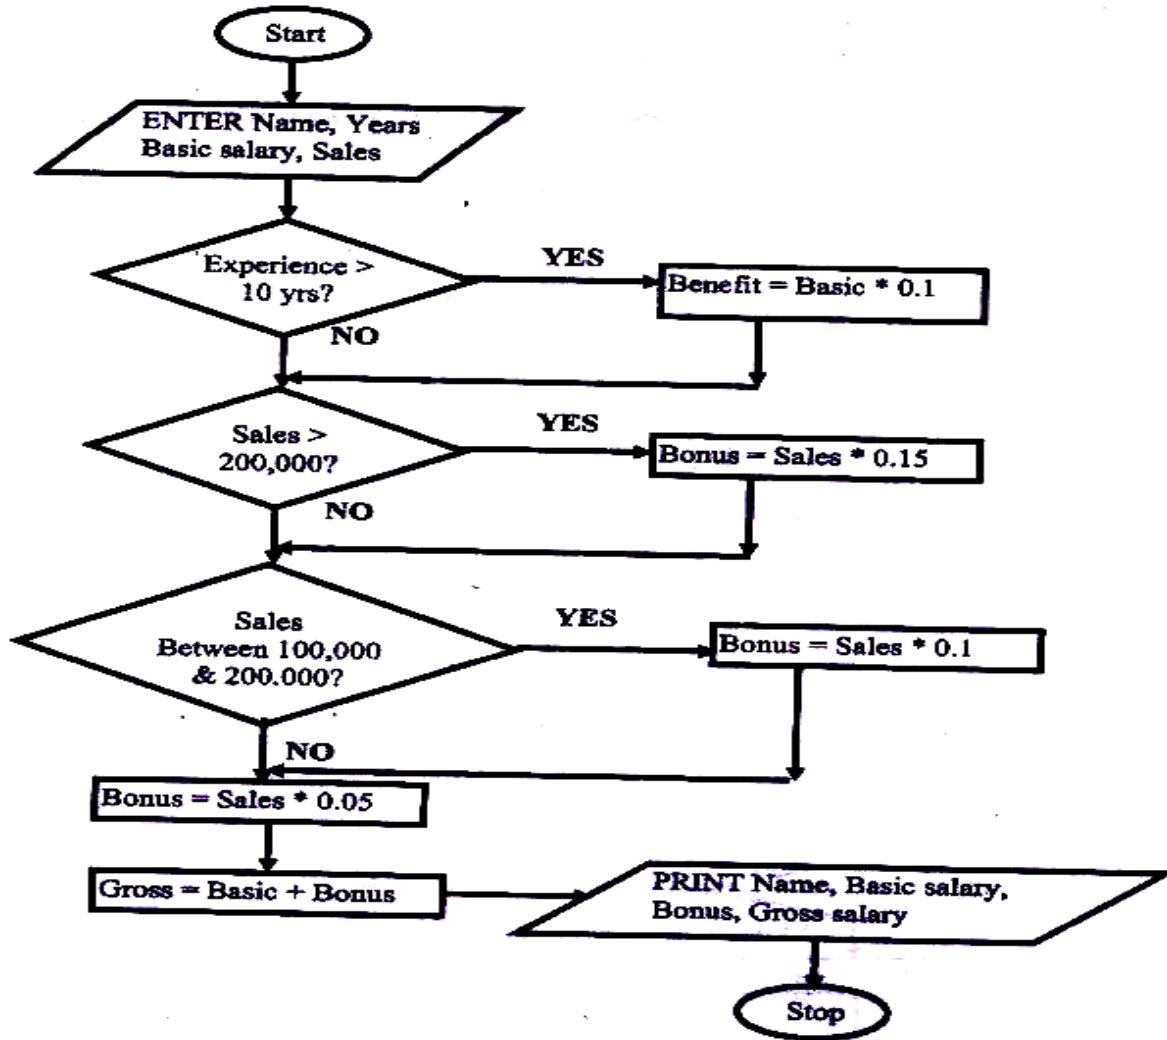 Start
ENTER Name, Years
Basic salary, Sales
Experience >
10 yrs?
YES
Benefit = Basic * 0.1
NO
Sales >
200,000?
YES
Bonus = Sales * 0.15
NO
Sales
Between 100,000
& 200.000?
YES
Bonus = Sales * 0.1
NO
Bonus = Sales * 0.05
Gross = Basic + Bonus
PRINT Name, Basic salary,
Bonus, Gross salary
Stop